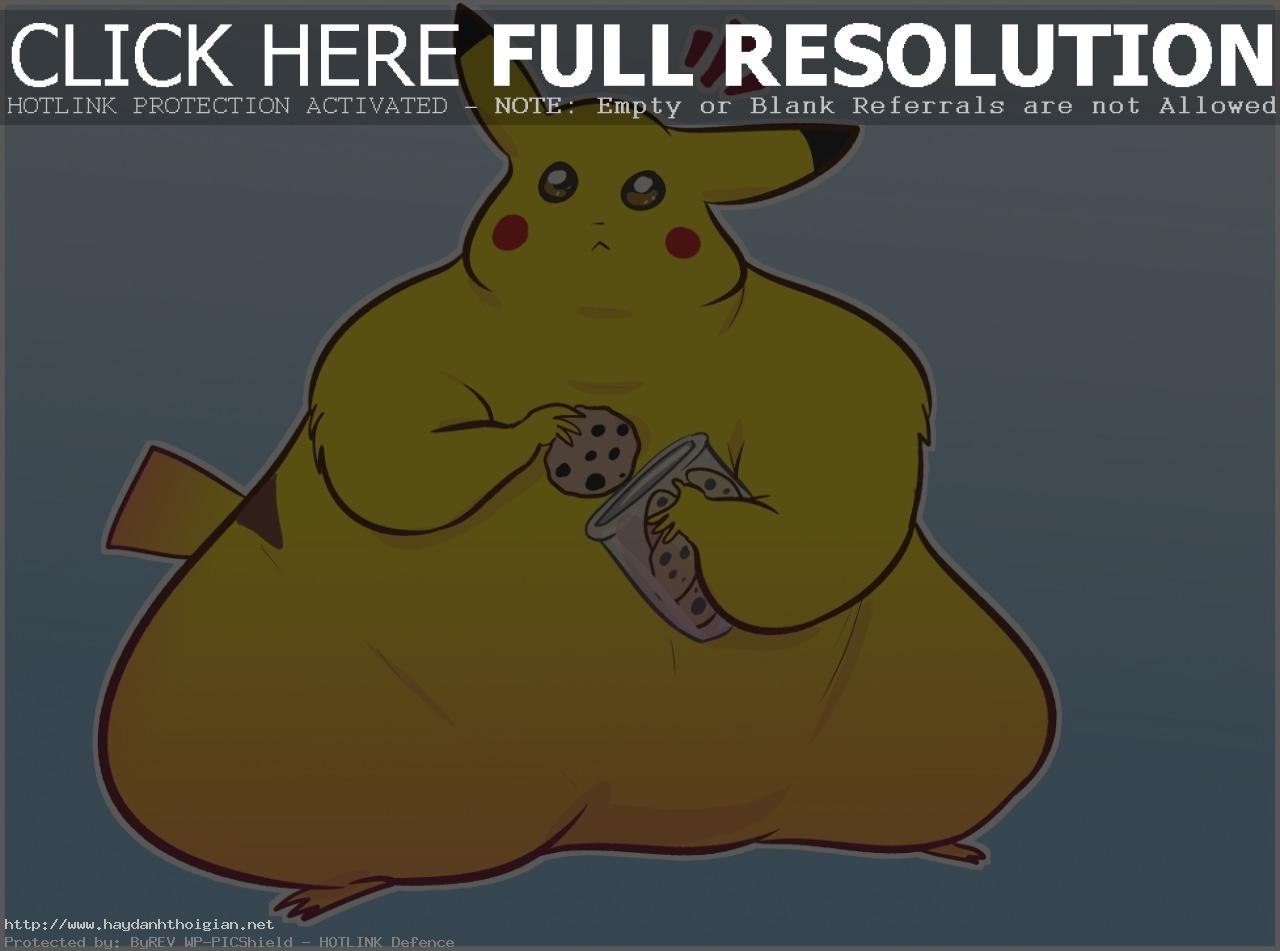 CLICK HERE FULL RESOLUTION
HOTLINK PROTECTION ACTIVATED - NOTE: Empty or Blank Referrals are not Allowed
http://www.haydanhthoigian.net
Protected by: ByREV WP-PICShield - HOTLINK Defence